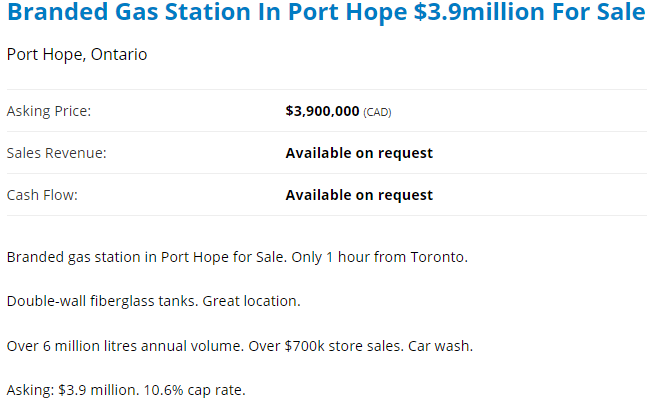 Branded Gas Station In Port Hope $3.9million For Sale
Port Hope, Ontario
Asking Price: $3,900,000 (CAD)
Sales Revenue: Available on request
Cash Flow: Available on request
Branded gas station in Port Hope for Sale. Only 1 hour from Toronto.
Double-wall fiberglass tanks. Great location.
Over 6 million litres annual volume. Over $700k store sales. Car wash.
Asking: $3.9 million. 10.6% cap rate.